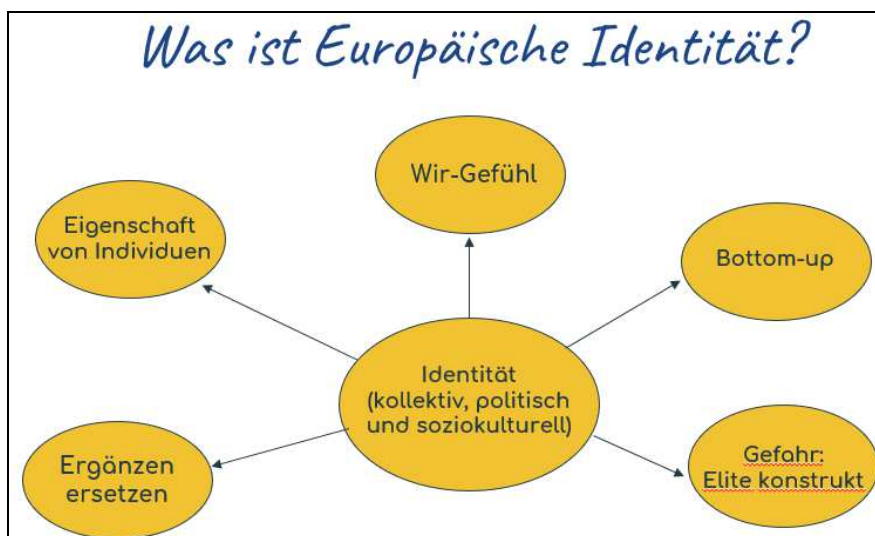 Was ist Europäische Identität?
Wir-Gefühl
Eigenschaft
von Individuen
Bottom-up
Identität
(kollektiv, politisch
und soziokulturell)
Ergänzen
ersetzen
Gefahr:
Elite konstrukt